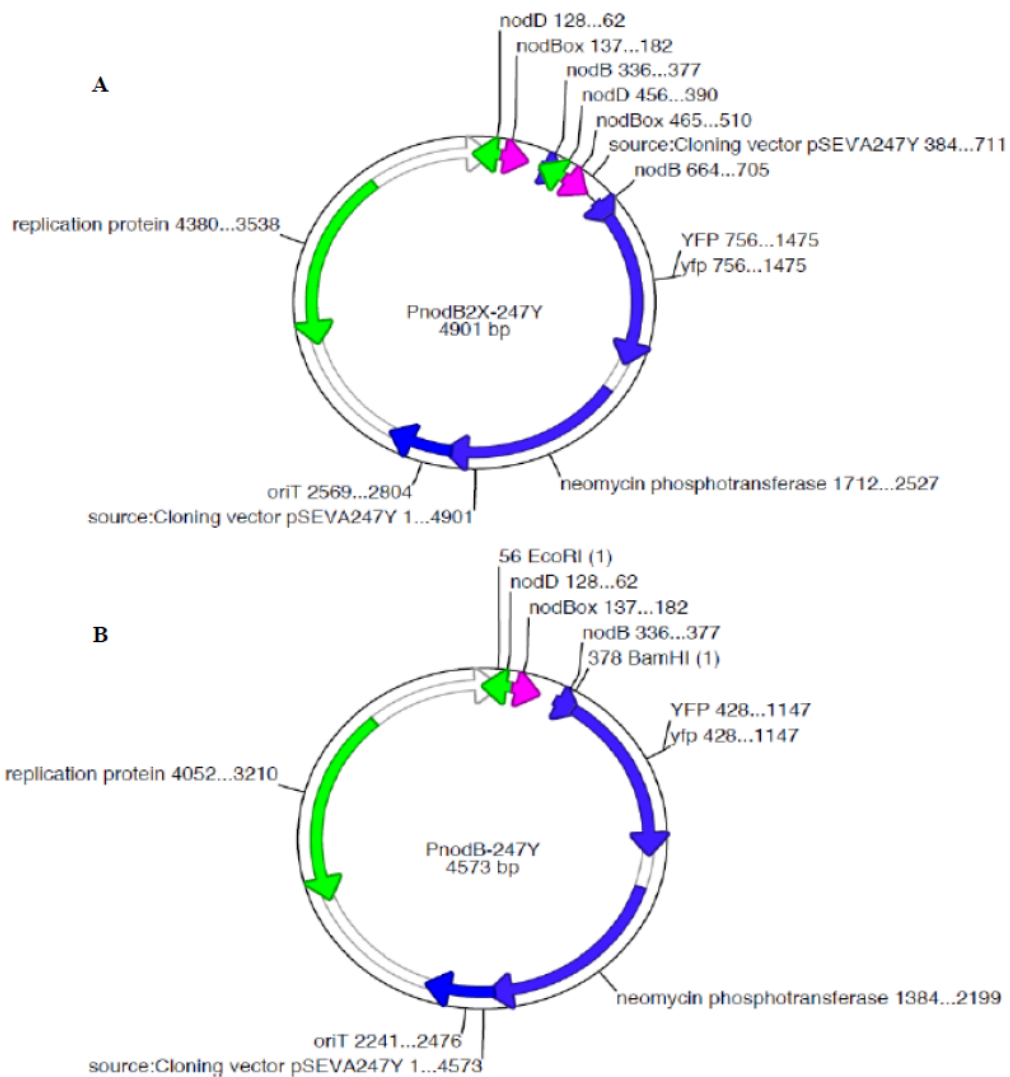 nodD 128...62
nodBox 137...182
A
nodB 336...377
nodD 456...390
nodBox 465...510
source:Cloning vector pSEVA247Y 384...711
nodB 664...705
replication protein 4380...3538
YFP 756...1475
yfp 756...1475
PnodB2X-247Y
4901 bp
neomycin phosphotransferase 1712...2527
oriT 2569...2804
source:Cloning vector pSEVA247Y 1...4901
56 EcoRI (1)
nodD 128...62
nodBox 137...182
B
nodB 336...377
378 BamHI (1)
YFP 428...1147
yfp 428...1147
replication protein 4052...3210
PnodB-247Y
4573 bp
neomycin phosphotransferase 1384...2199
oriT 2241...2476
source:Cloning vector pSEVA247Y 1...4573